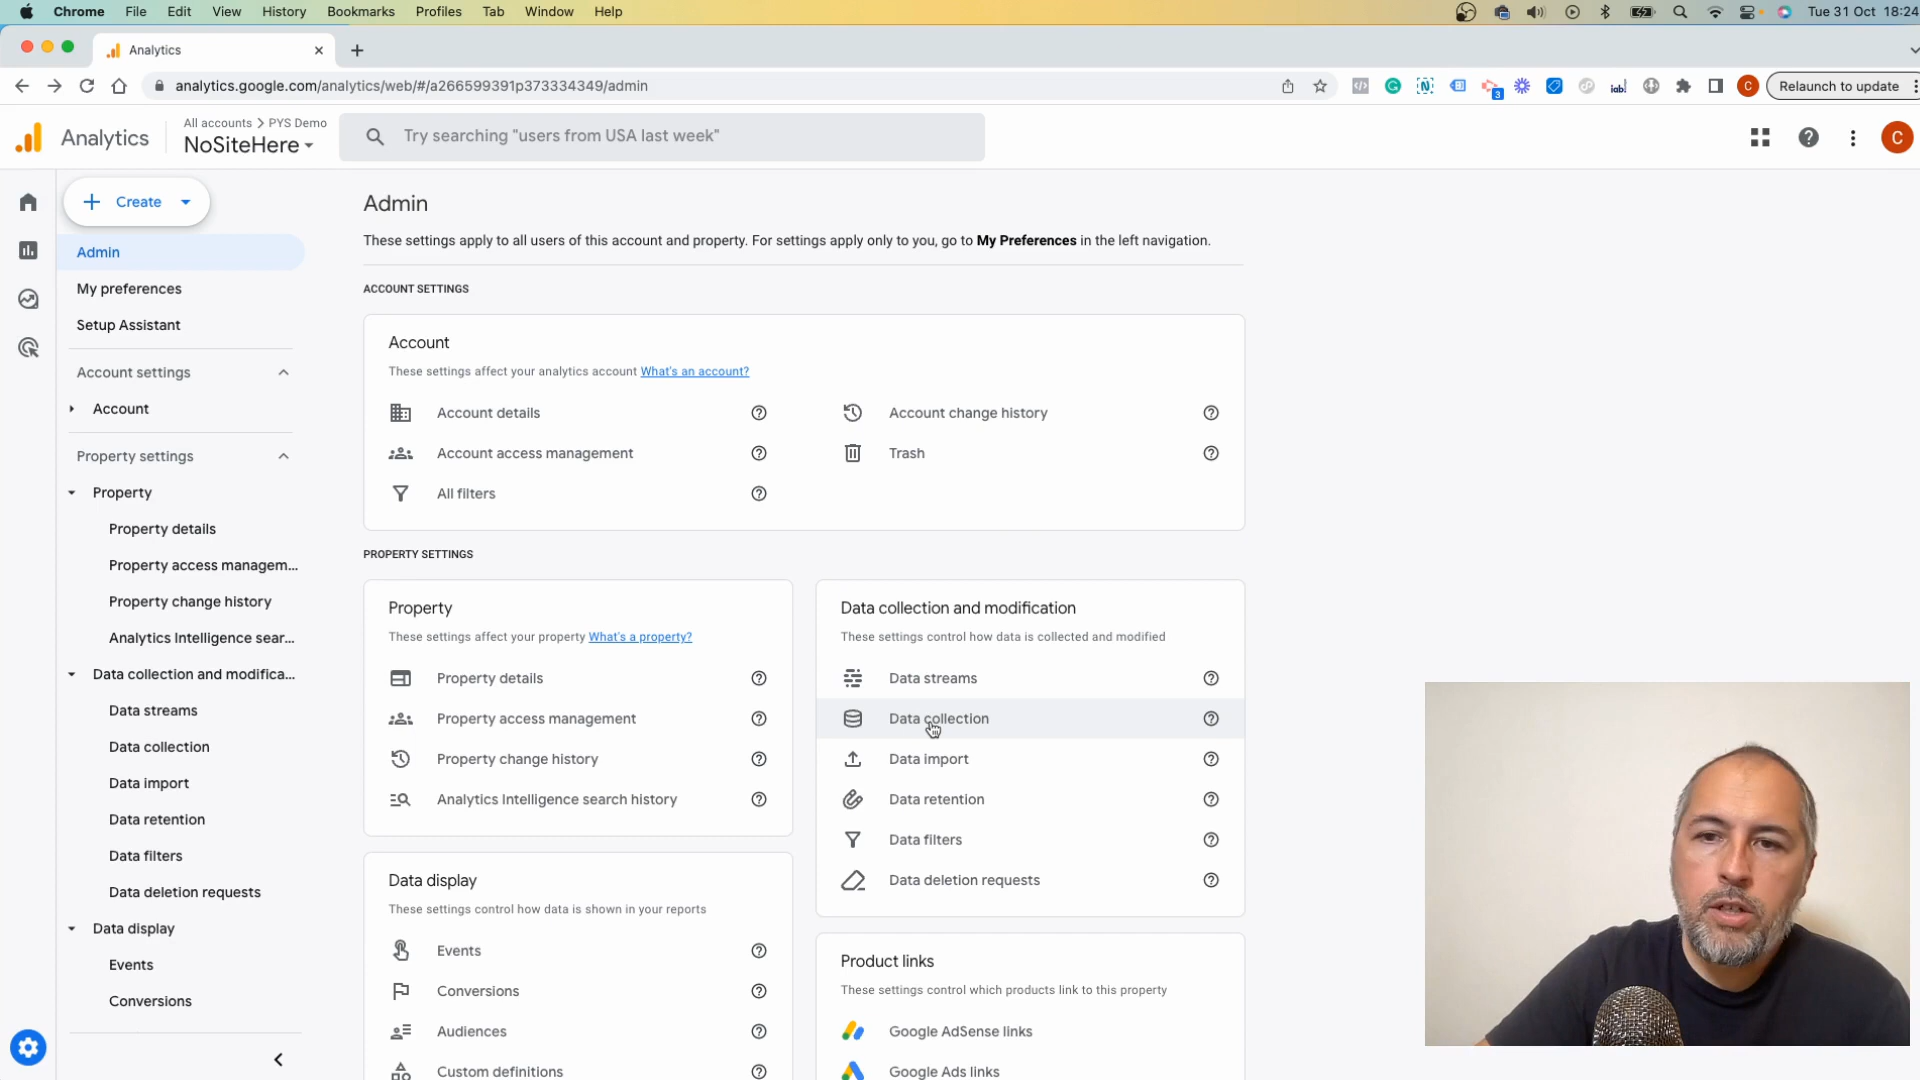 Chrome File Edit View History Bookmarks Profiles Tab Window Help Tue 31 Oct 18:24
Analytics
analytics.google.com/analytics/web/#/a266599391p373334349/admin
3
iab!
C
Relaunch to update
Analytics
All accounts > PYS Demo
NoSiteHere
Try searching "users from USA last week"
C
Create
Admin
My preferences
Setup Assistant
Account settings
Account
Property settings
Property
Property details
Property access managem...
Property change history
Analytics Intelligence sear...
Data collection and modifica...
Data streams
Data collection
Data import
Data retention
Data filters
Data deletion requests
Data display
Events
Conversions
Admin
These settings apply to all users of this account and property. For settings apply only to you, go to My Preferences in the left navigation.
ACCOUNT SETTINGS
Account
These settings affect your analytics account What's an account?
Account details
Account change history
Account access management
Trash
All filters
PROPERTY SETTINGS
Property
These settings affect your property What's a property?
Property details
Property access management
Property change history
Analytics Intelligence search history
Data collection and modification
These settings control how data is collected and modified
Data streams
Data collection
Data import
Data retention
Data filters
Data deletion requests
Data display
These settings control how data is shown in your reports
Events
Conversions
Audiences
Custom definitions
Product links
These settings control which products link to this property
Google AdSense links
Google Ads links